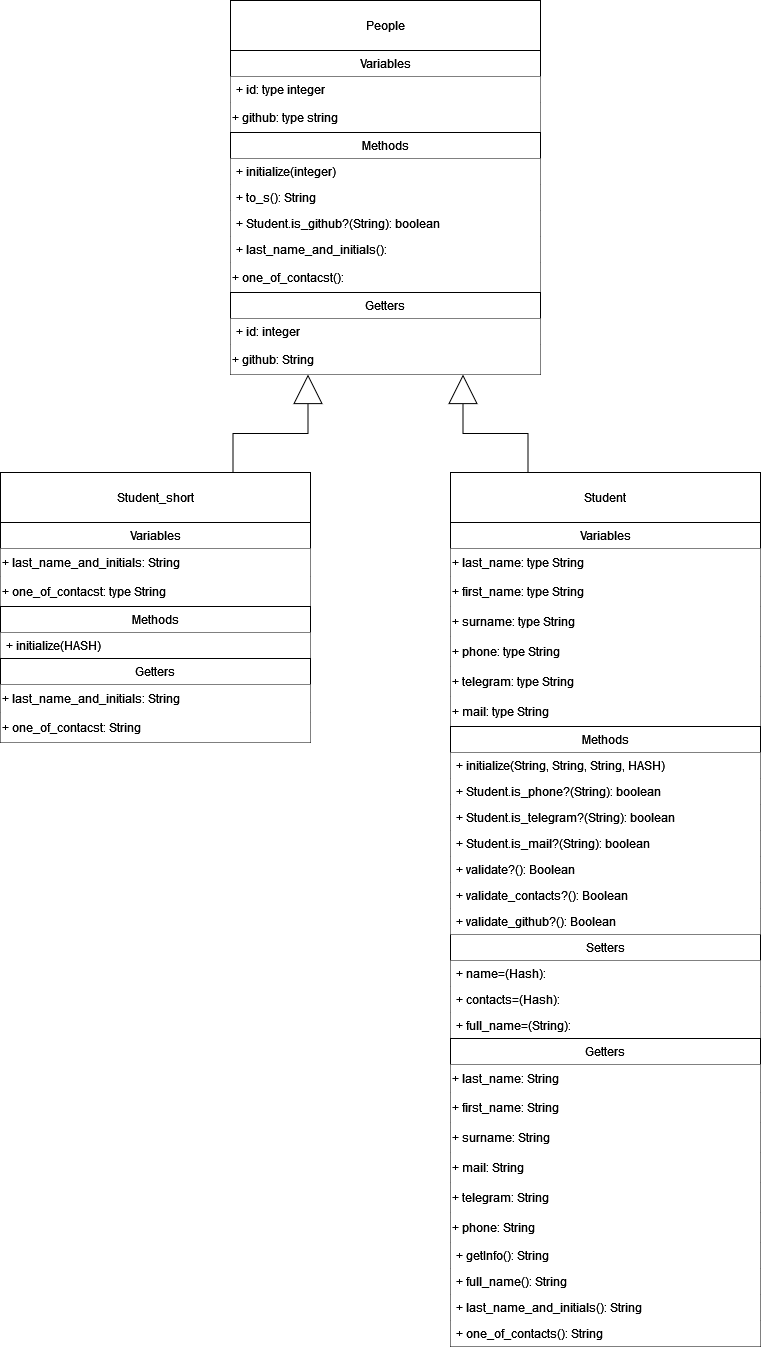 People
Variables
+ id: type integer
+ github: type string
Methods
+ initialize(integer)
+ to_s(): String
+ Student.is_github?(String): boolean
+ last_name_and_initials():
+ one_of_contacst():
Getters
+ id: integer
+ github: String
Student_short
Variables
+ last_name_and_initials: String
+ one_of_contacst: type String
Methods
+ initialize(HASH)
Getters
+ last_name_and_initials: String
+ one_of_contacst: String
Student
Variables
+ last_name: type String
+ first_name: type String
+ surname: type String
+ phone: type String
+ telegram: type String
+ mail: type String
Methods
+ initialize(String, String, String, HASH)
+ Student.is_phone?(String): boolean
+ Student.is_telegram?(String): boolean
+ Student.is_mail?(String): boolean
+ validate?(): Boolean
+ validate_contacts?(): Boolean
+ validate_github?(): Boolean
Setters
+ name=(Hash):
+ contacts=(Hash):
+ full_name=(String):
Getters
+ last_name: String
+ first_name: String
+ surname: String
+ mail: String
+ telegram: String
+ phone: String
+ getInfo(): String
+ full_name(): String
+ last_name_and_initials(): String
+ one_of_contacts(): String